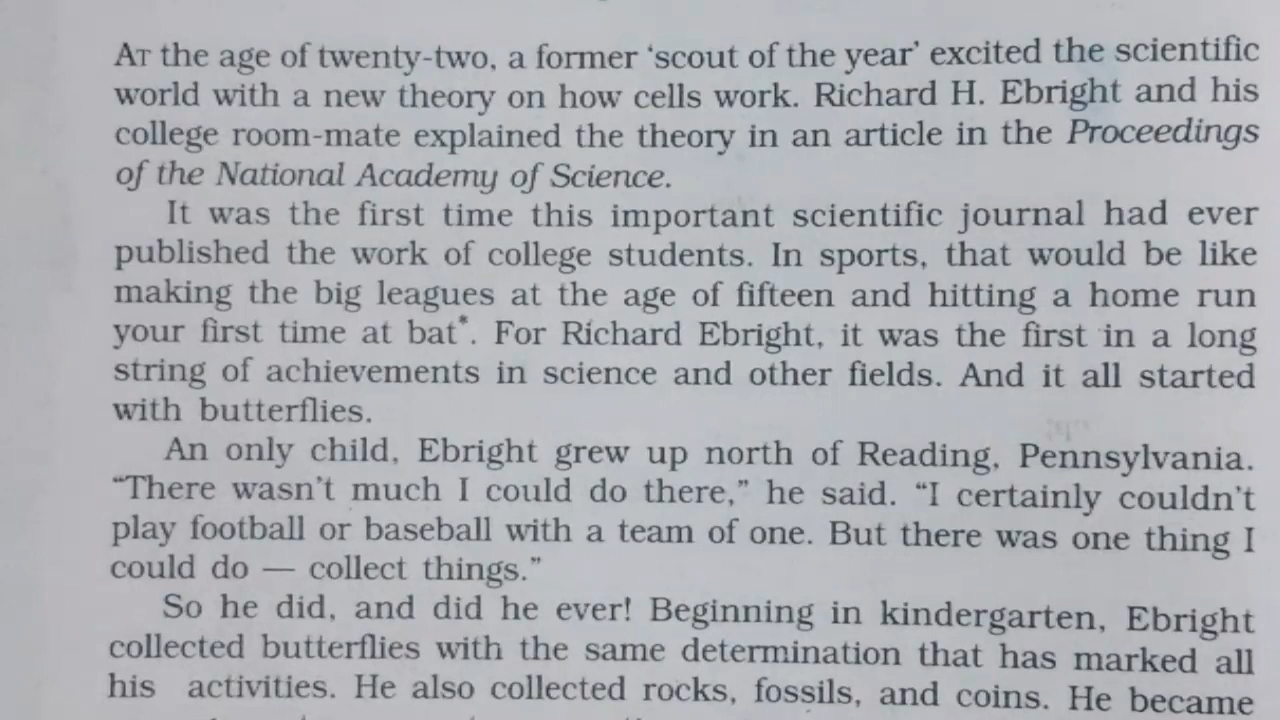 AT the age of twenty-two, a former ‘scout of the year’ excited the scientific
world with a new theory on how cells work. Richard H. Ebright and his
college room-mate explained the theory in an article in the Proceedings
of the National Academy of Science.
It was the first time this important scientific journal had ever
published the work of college students. In sports, that would be like
making the big leagues at the age of fifteen and hitting a home run
your first time at bat*. For Richard Ebright, it was the first in a long
string of achievements in science and other fields. And it all started
with butterflies.
An only child, Ebright grew up north of Reading, Pennsylvania.
“There wasn’t much I could do there,” he said. “I certainly couldn’t
play football or baseball with a team of one. But there was one thing I
could do — collect things.”
So he did, and did he ever! Beginning in kindergarten, Ebright
collected butterflies with the same determination that has marked all
his activities. He also collected rocks, fossils, and coins. He became